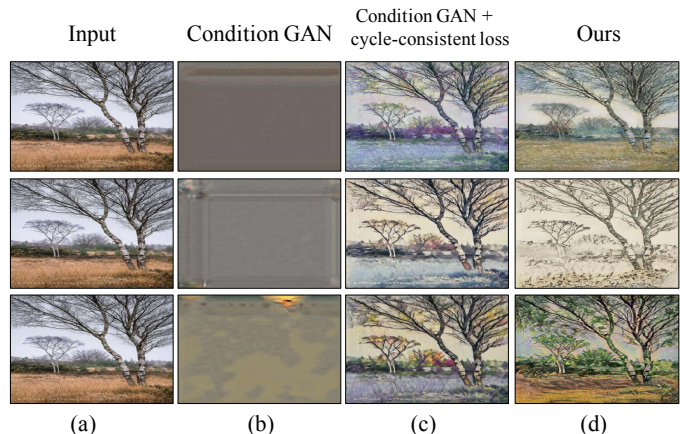 Input
Condition GAN
Condition GAN +
cycle-consistent loss
Ours
(a)
(b)
(c)
(d)